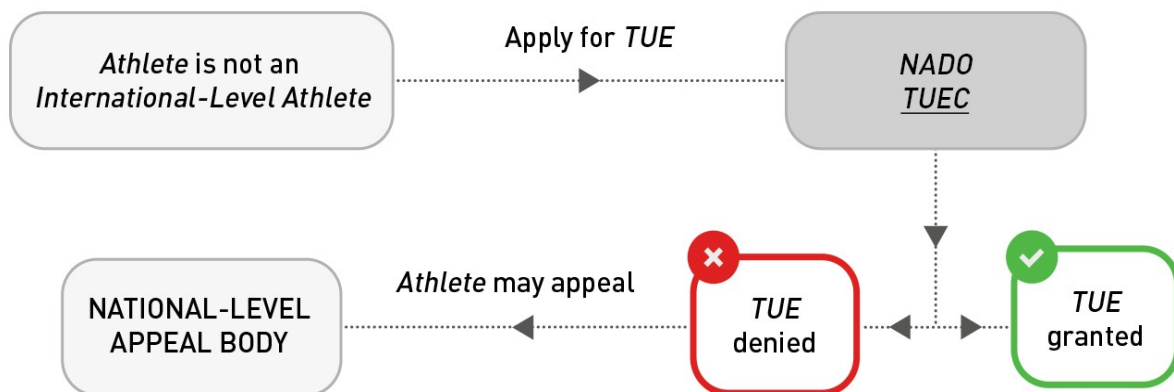 Athlete is not an
International-Level Athlete
Apply for TUE
NADO
TUEC
NATIONAL-LEVEL
APPEAL BODY
Athlete may appeal
TUE
denied
TUE
granted